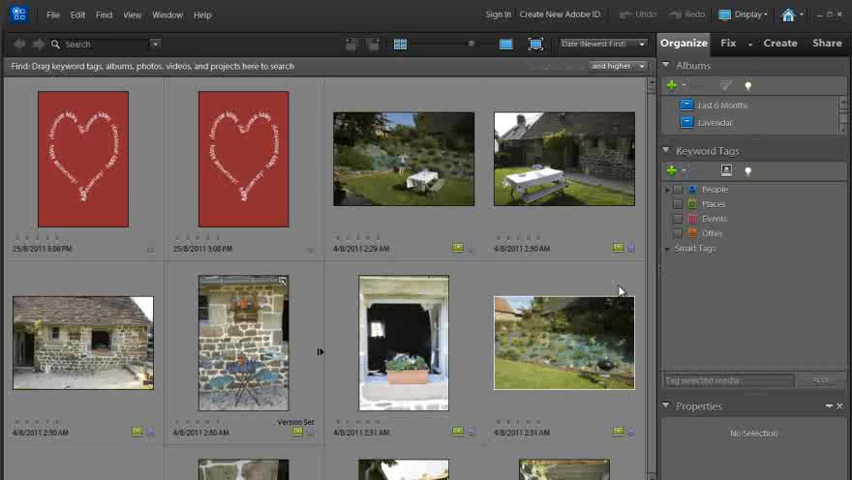 File Edit Find View Window Help
Sign In Create New Adobe ID Undo Redo Display
Search
Date (Newest First)
Organize Fix Create Share
Find: Drag keyword tags, albums, photos, videos, and projects here to search
and higher
Albums
Last 6 Months
Lavendar
Keyword Tags
People
Places
Events
Other
Smart Tags
25/8/2011 3:08 PM
25/8/2011 3:08 PM
4/8/2011 2:29 AM
4/8/2011 2:30 AM
Version Set
4/8/2011 2:30 AM
4/8/2011 2:30 AM
4/8/2011 2:31 AM
4/8/2011 2:31 AM
Tag selected media
Apply
Properties
No Selection